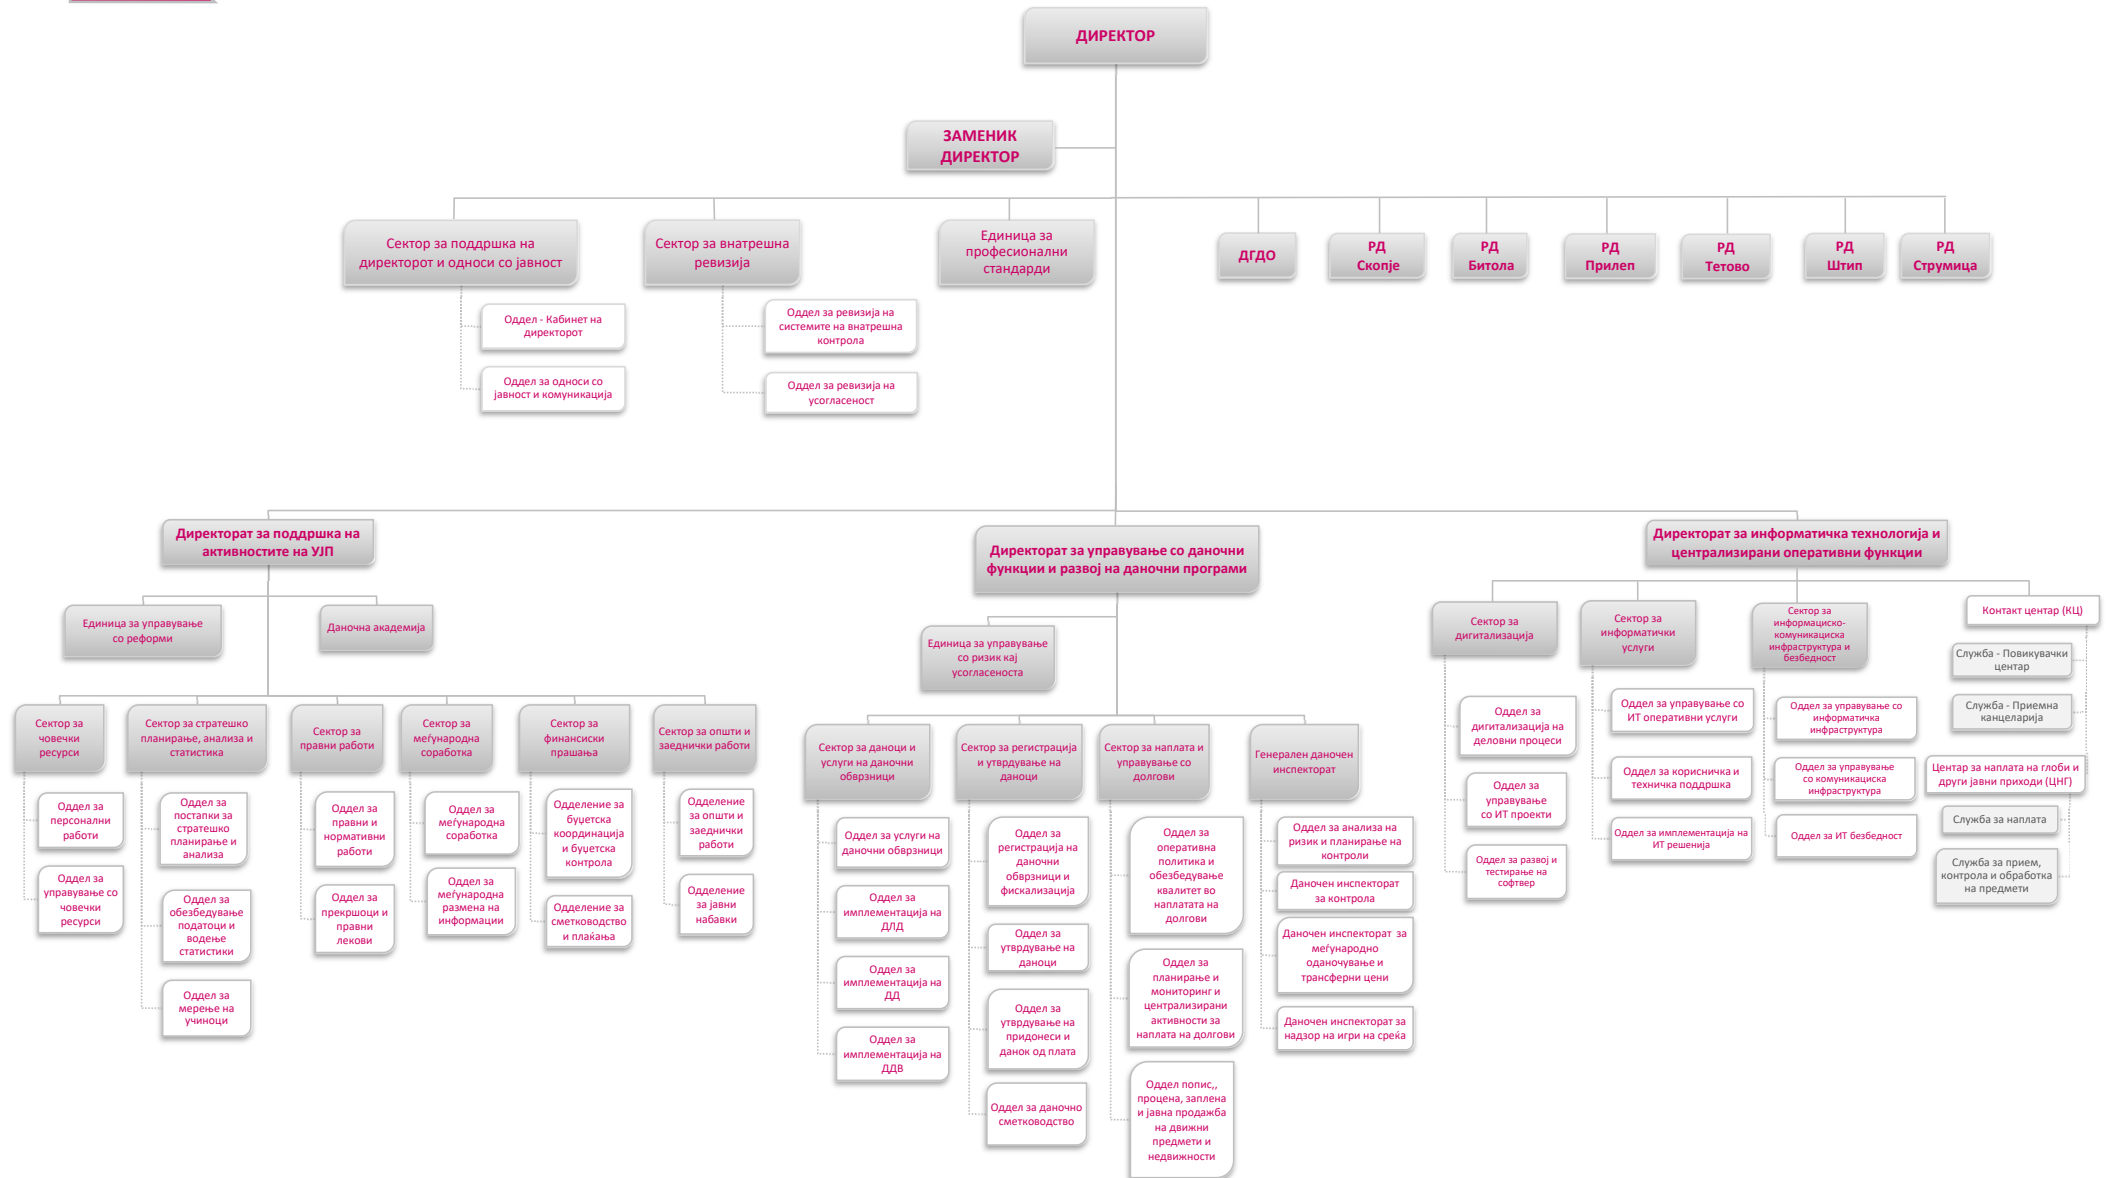 ДИРЕКТОР
ЗАМЕНИК
ДИРЕКТОР
Сектор за поддршка на
директорот и односи со јавност
Сектор за внатрешна
ревизија
Единица за
професионални
стандарди
ДГДО
РД
Скопје
РД
Битола
РД
Прилеп
РД
Тетово
РД
Штип
РД
Струмица
Оддел - Кабинет на
директорот
Оддел за односи со
јавност и комуникација
Оддел за ревизија на
системите на внатрешна
контрола
Оддел за ревизија на
усогласеност
Директорат за поддршка на
активностите на УЈП
Единица за управување
со реформи
Даночна академија
Сектор за
човечки
ресурси
Оддел за
персонални
работи
Оддел за
управување со
човечки
ресурси
Сектор за стратешко
планирање, анализа и
статистика
Оддел за
постапки за
стратешко
планирање и
анализа
Оддел за
обезбедување
податоци и
водење
статистики
Оддел за
мерење на
учиноци
Сектор за
правни работи
Оддел за
правни и
нормативни
работи
Оддел за
прекршоци и
правни
лекови
Сектор за
меѓународна
соработка
Оддел за
меѓународна
соработка
Оддел за
меѓународна
размена на
информации
Сектор за
финансиски
прашања
Одделение за
буџетска
координација
и буџетска
контрола
Одделение за
сметководство
и плаќања
Сектор за општи и
заеднички работи
Одделение
за општи и
заеднички
работи
Одделение
за јавни
набавки
Директорат за управување со даночни
функции и развој на даночни програми
Единица за управување
со ризик кај
усогласеноста
Сектор за даноци и
услуги на даночни
обврзници
Оддел за услуги на
даночни обврзници
Оддел за
имплементација на
ДЛД
Оддел за
имплементација на
ДД
Оддел за
имплементација на
ДДВ
Сектор за регистрација
и утврдување на
даноци
Оддел за
регистрација на
даночни
обврзници и
фискализација
Оддел за
утврдување на
даноци
Оддел за
утврдување на
придонеси и
данок од плата
Оддел за даночно
сметководство
Сектор за наплата и
управување со
долгови
Оддел за
оперативна
политика и
обезбедување
квалитет во
наплатата на
долгови
Оддел за
планирање и
мониторинг и
централизирани
активности за
наплата на долгови
Оддел попис,,
процена, заплена
и јавна продажба
на движни
предмети и
недвижности
Генерален даночен
инспекторат
Оддел за анализа на
ризик и планирање на
контроли
Даночен инспекторат
за контрола
Даночен инспекторат за
меѓународно
оданочување и
трансферни цени
Даночен инспекторат за
надзор на игри на среќа
Директорат за информатичка технологија и
централизирани оперативни функции
Сектор за
дигитализација
Оддел за
дигитализација на
деловни процеси
Оддел за
управување
со ИТ проекти
Оддел за развој и
тестирање на
софтвер
Сектор за
информатички
услуги
Оддел за управување со
ИТ оперативни услуги
Оддел за корисничка и
техничка поддршка
Оддел за имплементација на
ИТ решенија
Сектор за
информациско-
комуникациска
инфраструктура и
безбедност
Оддел за управување со
информатичка
инфраструктура
Оддел за управување
со комуникациска
инфраструктура
Оддел за ИТ безбедност
Контакт центар (КЦ)
Служба - Повикувачки
центар
Служба - Приемна
канцеларија
Центар за наплата на глоби и
други јавни приходи (ЦНГ)
Служба за наплата
Служба за прием,
контрола и обработка
на предмети